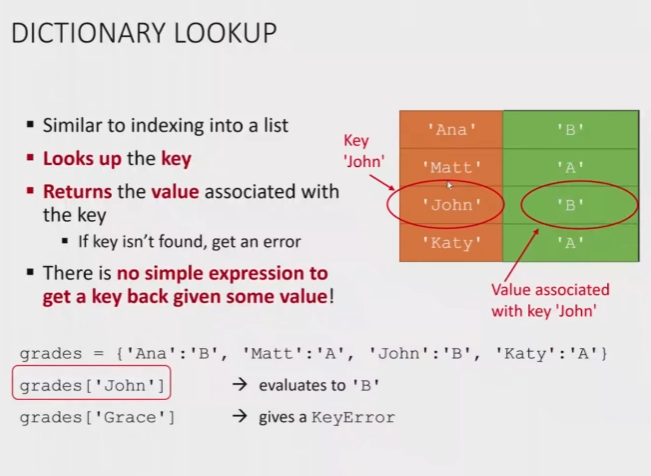 DICTIONARY LOOKUP
▪ Similar to indexing into a list
▪ Looks up the key
▪ Returns the value associated with
the key
▪ If key isn't found, get an error
▪ There is no simple expression to
get a key back given some value!
Key
'John'
'Ana' 'B'
'Matt' 'A'
'John' 'B'
'Katy' 'A'
Value associated
with key 'John'
grades = {'Ana':'B', 'Matt':'A', 'John':'B', 'Katy':'A'}
grades['John'] → evaluates to 'B'
grades['Grace'] → gives a KeyError